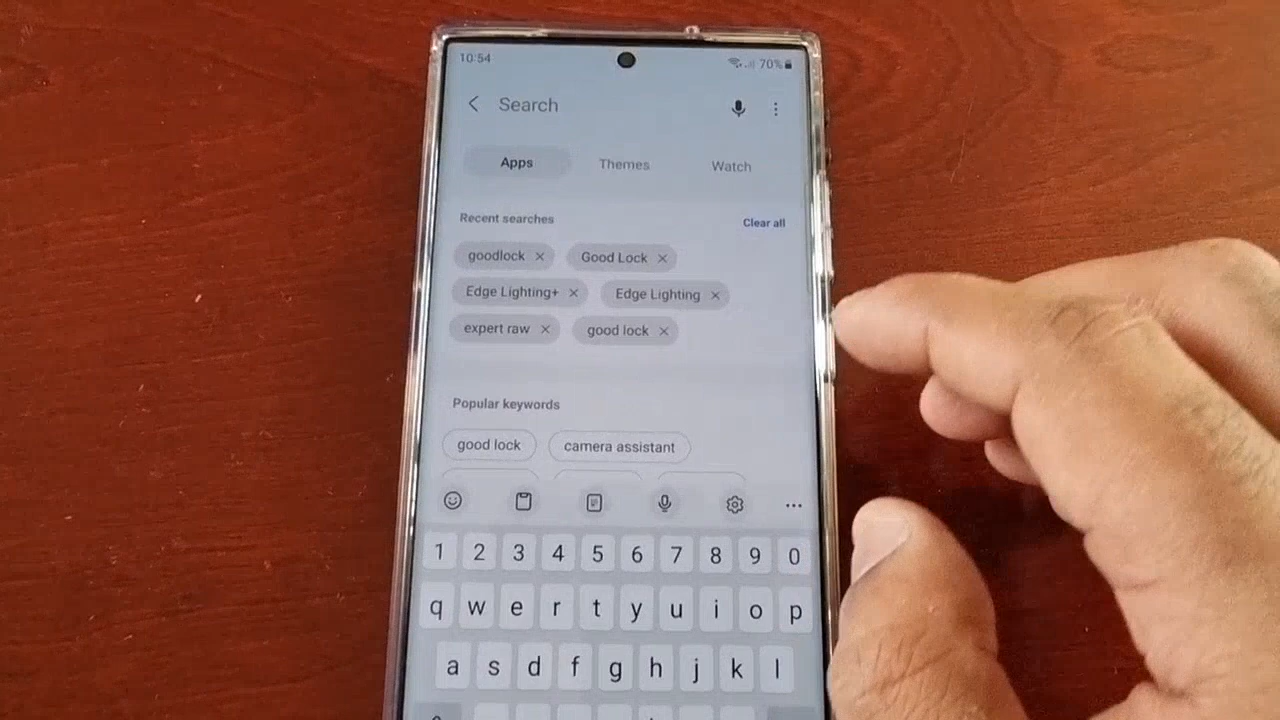 10:54 70%
Search
Apps Themes Watch
Recent searches Clear all
goodlock × Good Lock ×
Edge Lighting+ × Edge Lighting ×
expert raw × good lock ×
Popular keywords
good lock camera assistant
1 2 3 4 5 6 7 8 9 0
q w e r t y u i o p
a s d f g h j k l